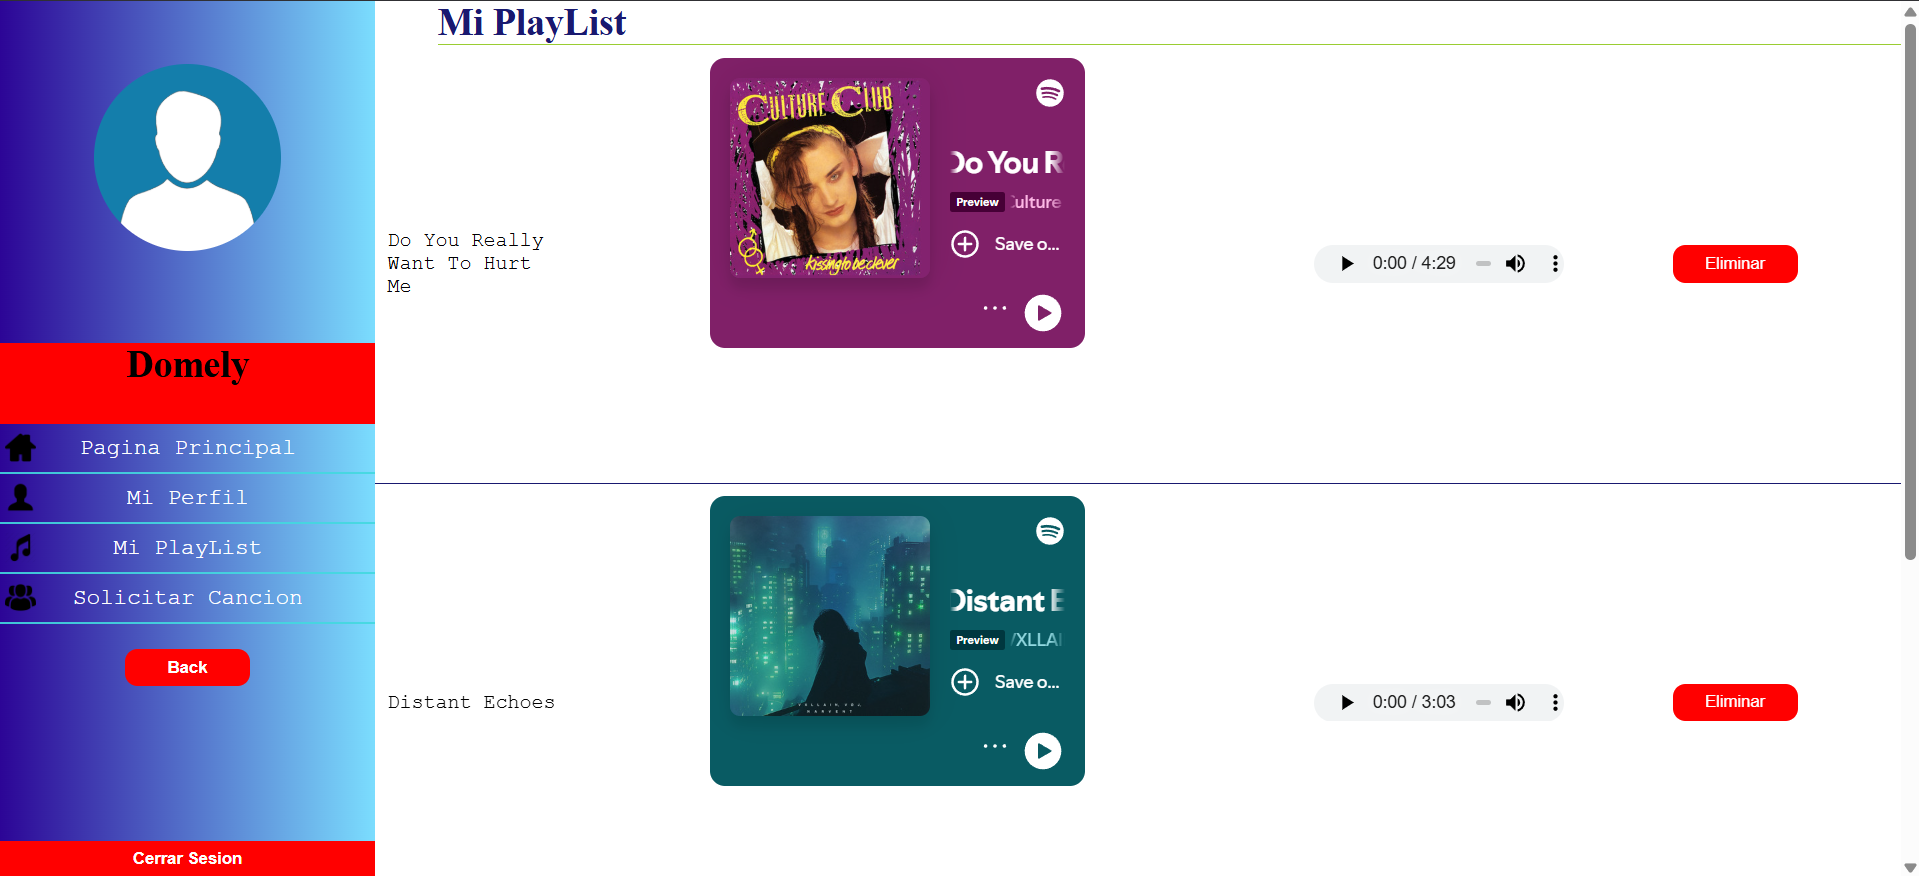 Mi PlayList
Domely
Pagina Principal
Mi Perfil
Mi PlayList
Solicitar Cancion
Back
Cerrar Sesion
Do You Really
Want To Hurt
Me
CULTURE CLUB
kissing to be clever
Do You R
Preview Culture
Save o...
0:00 / 4:29
Eliminar
Distant Echoes
Distant E
Preview VXLLAI
Save o...
0:00 / 3:03
Eliminar